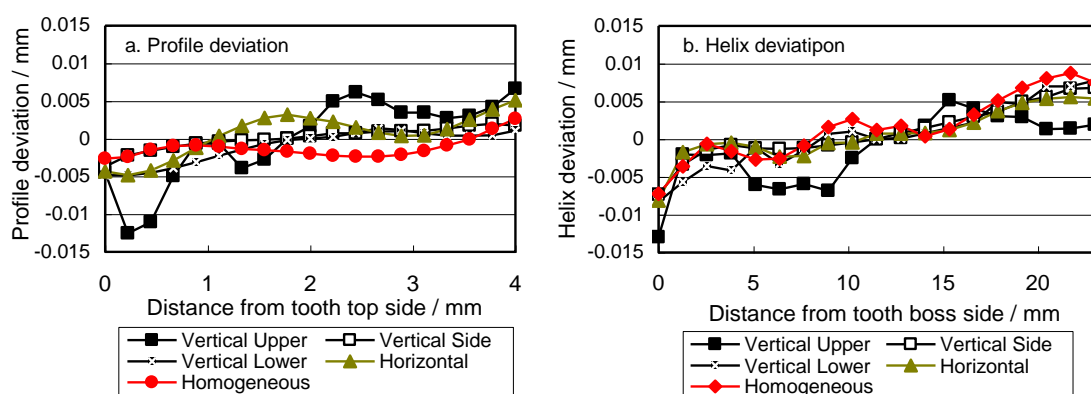 a. Profile deviation
Profile deviation / mm
0.015
0.01
0.005
0
-0.005
-0.01
-0.015
0 1 2 3 4
Distance from tooth top side / mm
Vertical Upper Vertical Side
Vertical Lower Horizontal
Homogeneous
b. Helix deviatipon
Helix deviation / mm
0.015
0.01
0.005
0
-0.005
-0.01
-0.015
0 5 10 15 20
Distance from tooth boss side / mm
Vertical Upper Vertical Side
Vertical Lower Horizontal
Homogeneous